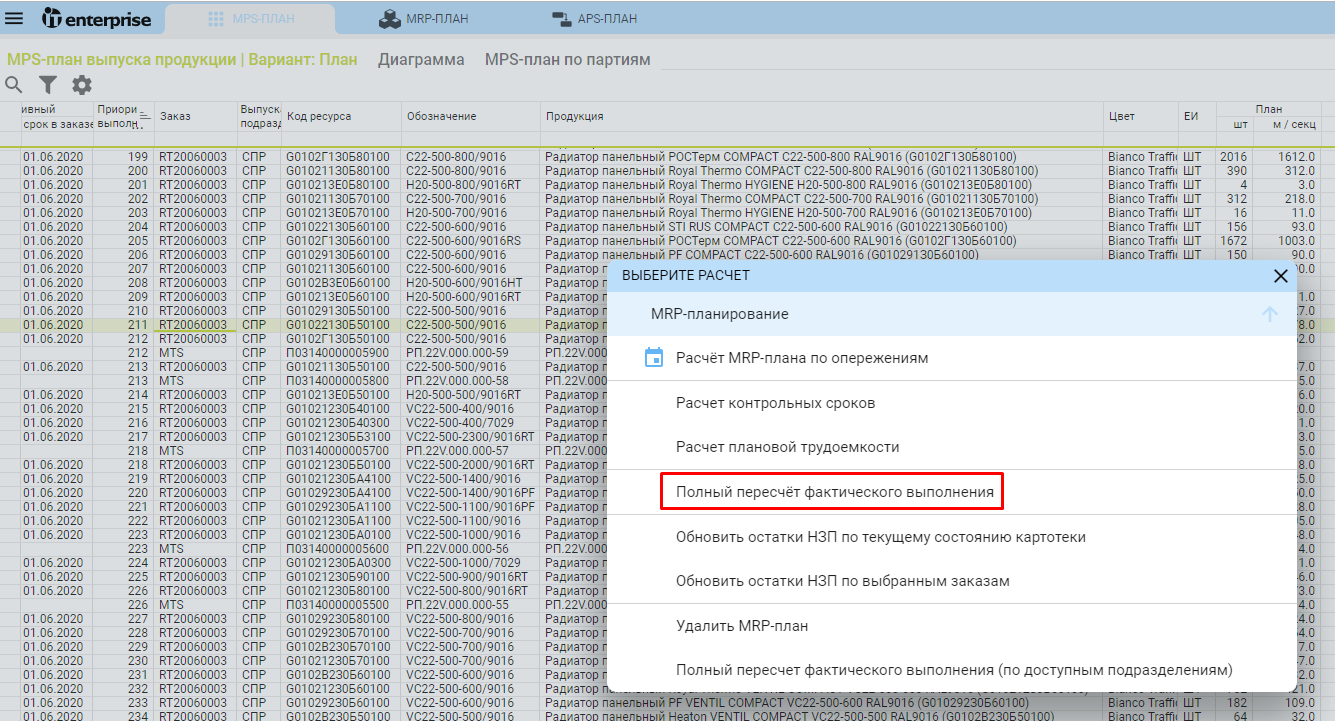 it enterprise MPS-ПЛАН MRP-ПЛАН APS-ПЛАН
MPS-план выпуска продукции | Вариант: План Диаграмма MPS-план по партиям
ивный Приори Заказ Выпуск Код ресурса Обозначение Продукция Цвет ЕИ План
срок в заказе выполн. подразд шт м / секц
01.06.2020 199 RT20060003 СПР G0102Г130Б80100 C22-500-800/9016 Радиатор панельный РОСТерм COMPACT C22-500-800 RAL9016 (G0102Г130Б80100) Bianco Traffic ШТ 2016 1612.0
01.06.2020 200 RT20060003 СПР G01021130Б80100 C22-500-800/9016 Радиатор панельный Royal Thermo COMPACT C22-500-800 RAL9016 (G01021130Б80100) Bianco Traffic ШТ 390 312.0
01.06.2020 201 RT20060003 СПР G010213E0Б80100 H20-500-800/9016RT Радиатор панельный Royal Thermo HYGIENE H20-500-800 RAL9016 (G010213E0Б80100) Bianco Traffic ШТ 4 3.0
01.06.2020 202 RT20060003 СПР G01021130Б70100 C22-500-700/9016 Радиатор панельный Royal Thermo COMPACT C22-500-700 RAL9016 (G01021130Б70100) Bianco Traffic ШТ 312 218.0
01.06.2020 203 RT20060003 СПР G010213E0Б70100 H20-500-700/9016 Радиатор панельный Royal Thermo HYGIENE H20-500-700 RAL9016 (G010213E0Б70100) Bianco Traffic ШТ 16 11.0
01.06.2020 204 RT20060003 СПР G01022130Б60100 C22-500-600/9016 Радиатор панельный STI RUS COMPACT C22-500-600 RAL9016 (G01022130Б60100) Bianco Traffic ШТ 156 93.0
01.06.2020 205 RT20060003 СПР G0102Г130Б60100 C22-500-600/9016RS Радиатор панельный РОСТерм COMPACT C22-500-600 RAL9016 (G0102Г130Б60100) Bianco Traffic ШТ 1672 1003.0
01.06.2020 206 RT20060003 СПР G01029130Б60100 C22-500-600/9016 Радиатор панельный PF COMPACT C22-500-600 RAL9016 (G01029130Б60100) Bianco Traffic ШТ 150 90.0
01.06.2020 207 RT20060003 СПР G01021130Б60100 C22-500-600/9016 Радиатор п
01.06.2020 208 RT20060003 СПР G0102B3E0Б60100 H20-500-600/9016HT Радиатор п
01.06.2020 209 RT20060003 СПР G010213E0Б60100 H20-500-600/9016RT Радиатор п 1.0
01.06.2020 210 RT20060003 СПР G01029130Б50100 C22-500-500/9016 Радиатор п 27.0
01.06.2020 211 RT20060003 СПР G01022130Б50100 C22-500-500/9016 Радиатор п 78.0
01.06.2020 212 RT20060003 СПР G0102Г130Б50100 C22-500-500/9016 Радиатор п 2.0
212 MTS П03140000005900 РП.22V.000.000-59 РП.22V.00
01.06.2020 213 RT20060003 СПР G01021130Б50100 C22-500-500/9016 Радиатор п 7.0
213 MTS П03140000005800 РП.22V.000.000-58 РП.22V.00 5.0
01.06.2020 214 RT20060003 СПР G010213E0Б50100 H20-500-500/9016RT Радиатор п 6.0
01.06.2020 215 RT20060003 СПР G01021230Б40100 VC22-500-400/9016 Радиатор п 0.0
01.06.2020 216 RT20060003 СПР G01021230Б40300 VC22-500-400/7029 Радиатор п 1.0
01.06.2020 217 RT20060003 СПР G01021230ББ3100 VC22-500-2300/9016RT Радиатор п 3.0
218 MTS П03140000005700 РП.22V.000.000-57 РП.22V.00 9.0
01.06.2020 218 RT20060003 СПР G01021230ББ0100 VC22-500-2000/9016RT Радиатор п 8.0
01.06.2020 219 RT20060003 СПР G01021230БА4100 VC22-500-1400/9016 Радиатор п 5.0
01.06.2020 220 RT20060003 СПР G01029230БА4100 VC22-500-1400/9016PF Радиатор п 0.0
01.06.2020 221 RT20060003 СПР G01029230БА1100 VC22-500-1100/9016PF Радиатор п 8.0
01.06.2020 222 RT20060003 СПР G01021230БА1100 VC22-500-1100/9016 Радиатор п 5.0
01.06.2020 223 RT20060003 СПР G01021230БА0100 VC22-500-1000/9016 Радиатор п 8.0
223 MTS П03140000005600 РП.22V.000.000-56 РП.22V.00 4.0
01.06.2020 224 RT20060003 СПР G01021230БА0300 VC22-500-1000/7029 Радиатор п 1.0
01.06.2020 225 RT20060003 СПР G01021230Б90100 VC22-500-900/9016RT Радиатор п 6.0
01.06.2020 226 RT20060003 СПР G01021230Б80100 VC22-500-800/9016RT Радиатор п 3.0
226 MTS П03140000005500 РП.22V.000.000-55 РП.22V.00 4.0
01.06.2020 227 RT20060003 СПР G01029230Б80100 VC22-500-800/9016 Радиатор п 4.0
01.06.2020 228 RT20060003 СПР G01029230Б70100 VC22-500-700/9016 Радиатор п 4.0
01.06.2020 229 RT20060003 СПР G0102B230Б70100 VC22-500-700/9016 Радиатор п 7.0
01.06.2020 230 RT20060003 СПР G01021230Б70100 VC22-500-700/9016 Радиатор п 5.0
01.06.2020 231 RT20060003 СПР G0102B230Б60100 VC22-500-600/9016 Радиатор п 2.0
01.06.2020 232 RT20060003 СПР G01021230Б60100 VC22-500-600/9016 Радиатор 21.0
01.06.2020 233 RT20060003 СПР G01029230Б60100 VC22-500-600/9016 Радиатор панельный PF VENTIL COMPACT VC22-500-600 RAL9016 (G01029230Б60100) Bianco Traffic ШТ 182 109.0
01.06.2020 234 RT20060003 СПР G0102B230Б50100 VC22-500-500/9016 Радиатор панельный Heaton VENTIL COMPACT VC22-500-500 RAL9016 (G0102B230Б50100) Bianco Traffic ШТ 64 32.0
ВЫБЕРИТЕ РАСЧЕТ
MRP-планирование
Расчёт MRP-плана по опережениям
Расчет контрольных сроков
Расчет плановой трудоемкости
Полный пересчёт фактического выполнения
Обновить остатки НЗП по текущему состоянию картотеки
Обновить остатки НЗП по выбранным заказам
Удалить MRP-план
Полный пересчет фактического выполнения (по доступным подразделениям)